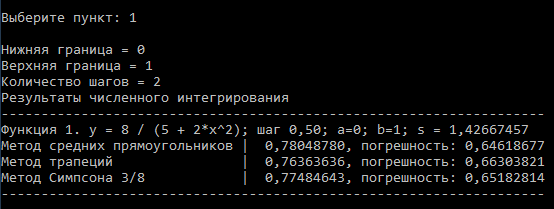 Выберите пункт: 1
Нижняя граница = 0
Верхняя граница = 1
Количество шагов = 2
Результаты численного интегрирования
--------------------------------------------------------------------
Функция 1. y = 8 / (5 + 2*x^2); шаг 0,50; a=0; b=1; s = 1,42667457
Метод средних прямоугольников | 0,78048780, погрешность: 0,64618677
Метод трапеций | 0,76363636, погрешность: 0,66303821
Метод Симпсона 3/8 | 0,77484643, погрешность: 0,65182814
--------------------------------------------------------------------